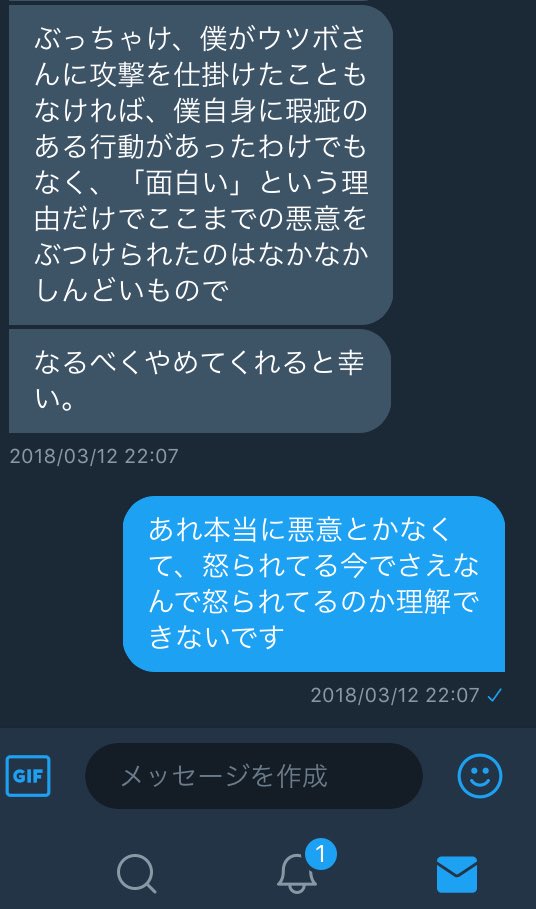 ぶっちゃけ、僕がウツボさ
んに攻撃を仕掛けたことも
なければ、僕自身に瑕疵の
ある行動があったわけでも
なく、「面白い」という理
由だけでここまでの悪意を
ぶつけられたのはなかなか
しんどいもので
なるべくやめてくれると幸
い。
2018/03/12 22:07
あれ本当に悪意とかなく
て、怒られてる今でさえな
んで怒られてるのか理解で
きないです
2018/03/12 22:07
GIF
メッセージを作成
1